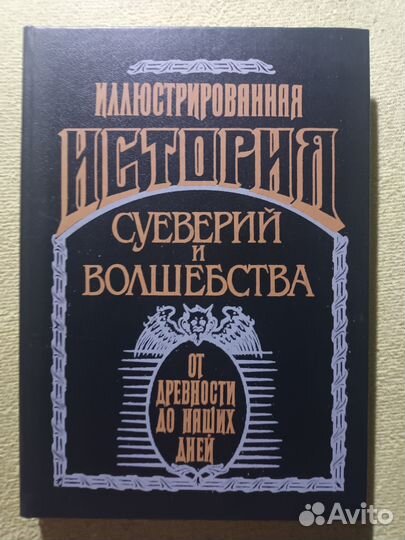 ИЛЛЮСТРИРОВАННАЯ
ИСТОРИЯ
СУЕВЕРИЙ
И
ВОЛШЕБСТВА
ОТ
ДРЕВНОСТИ
ДО НАШИХ
ДНЕЙ
Avito